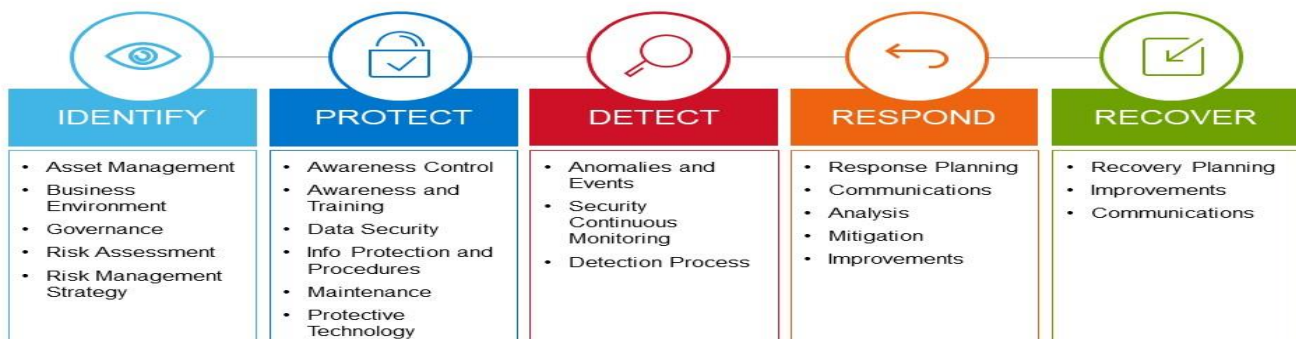 IDENTIFY
• Asset Management
• Business
Environment
• Governance
• Risk Assessment
• Risk Management
Strategy
PROTECT
• Awareness Control
• Awareness and
Training
• Data Security
• Info Protection and
Procedures
• Maintenance
• Protective
Technology
DETECT
• Anomalies and
Events
• Security
Continuous
Monitoring
• Detection Process
RESPOND
• Response Planning
• Communications
• Analysis
• Mitigation
• Improvements
RECOVER
• Recovery Planning
• Improvements
• Communications